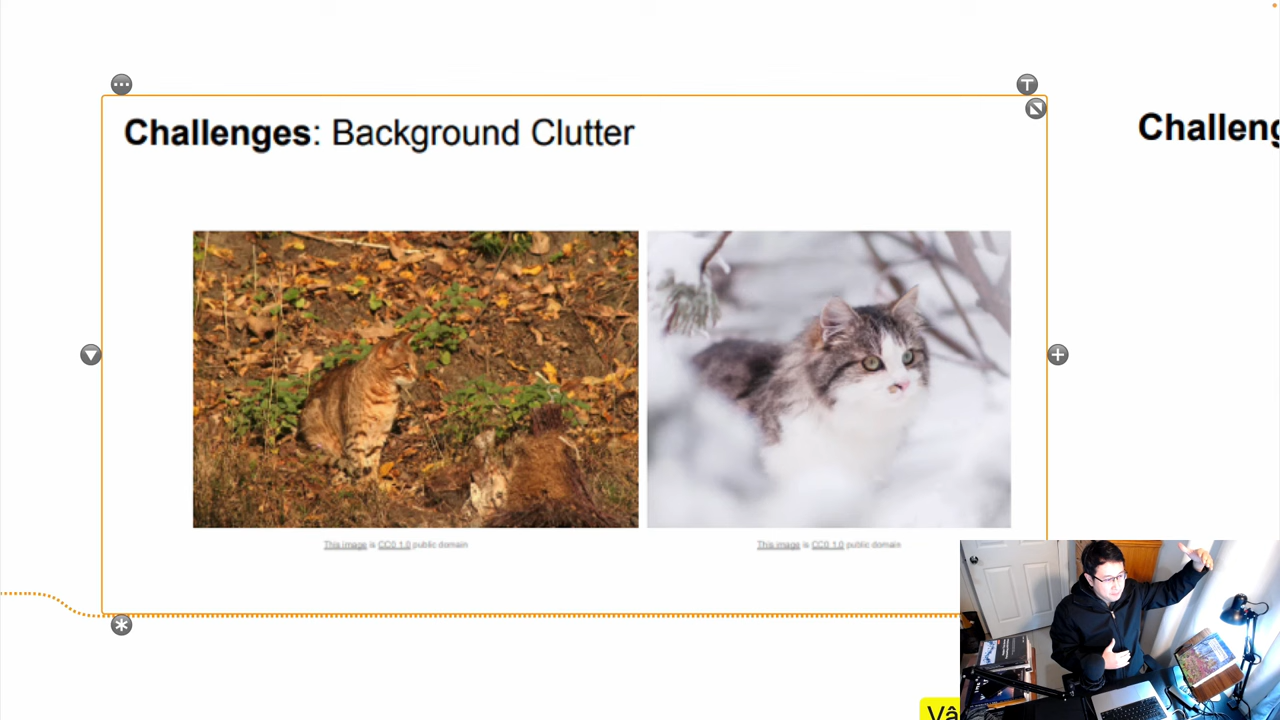 Challenges: Background Clutter
Challeng
This image is CC0 1.0 public domain
This image is CC0 1.0 public domain
Vâ